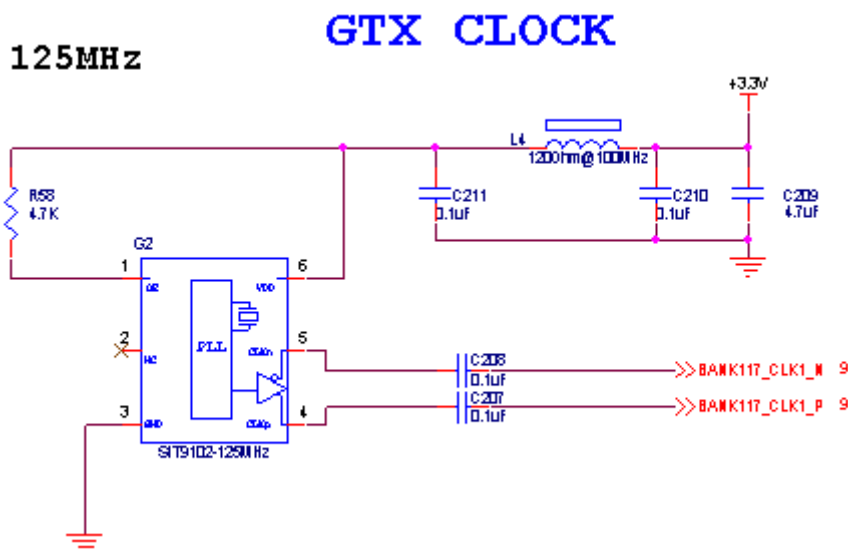 GTX CLOCK
125MHz
+3.3V
L4
120Ohm@100MHz
R58
4.7K
C211
0.1uF
C210
0.1uF
C209
4.7uF
G2
1
OE
6
VDD
2
NC
PLL
5
CLKn
3
GND
4
CLKp
SIT9102-125MHz
C208
0.1uF
BANK117_CLK1_N 9
C207
0.1uF
BANK117_CLK1_P 9